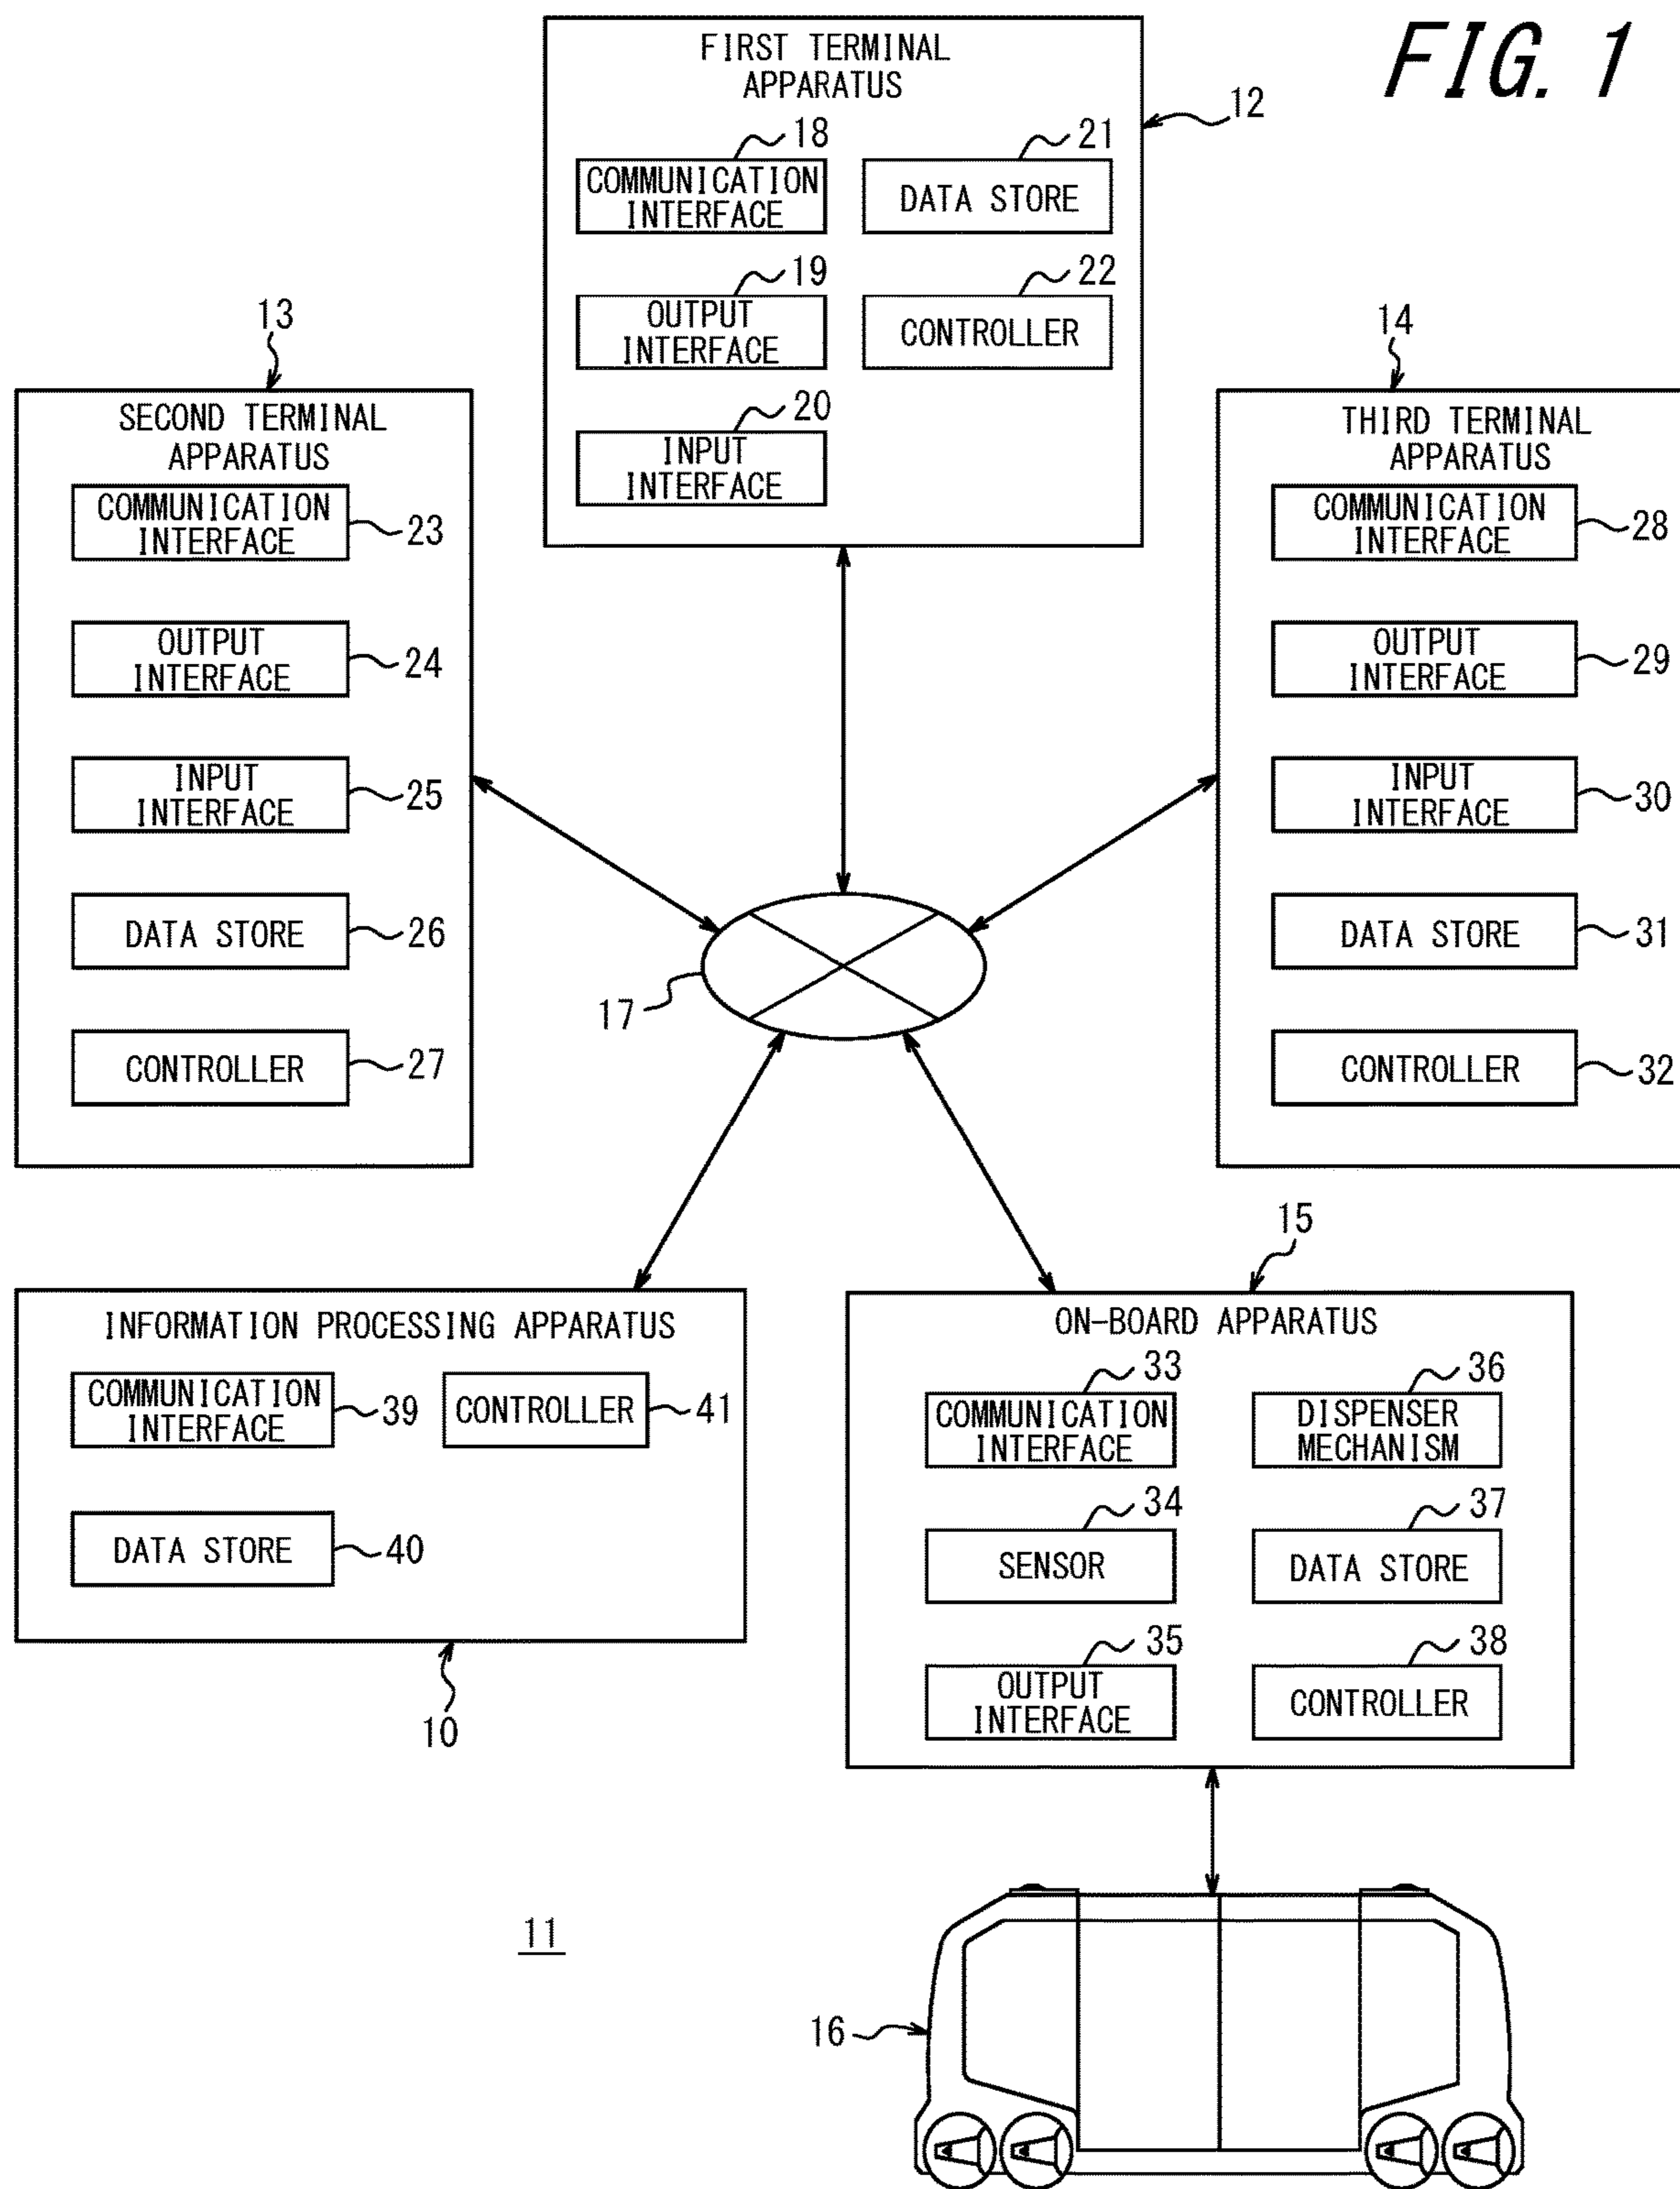 FIG. 1
FIRST TERMINAL
APPARATUS
12
18
COMMUNICATION
INTERFACE
21
DATA STORE
19
OUTPUT
INTERFACE
22
CONTROLLER
20
INPUT
INTERFACE
13
SECOND TERMINAL
APPARATUS
COMMUNICATION
INTERFACE
23
OUTPUT
INTERFACE
24
INPUT
INTERFACE
25
DATA STORE
26
CONTROLLER
27
14
THIRD TERMINAL
APPARATUS
COMMUNICATION
INTERFACE
28
OUTPUT
INTERFACE
29
INPUT
INTERFACE
30
DATA STORE
31
CONTROLLER
32
17
INFORMATION PROCESSING APPARATUS
COMMUNICATION
INTERFACE
39
CONTROLLER
41
DATA STORE
40
10
15
ON-BOARD APPARATUS
33
COMMUNICATION
INTERFACE
36
DISPENSER
MECHANISM
34
SENSOR
37
DATA STORE
35
OUTPUT
INTERFACE
38
CONTROLLER
11
16